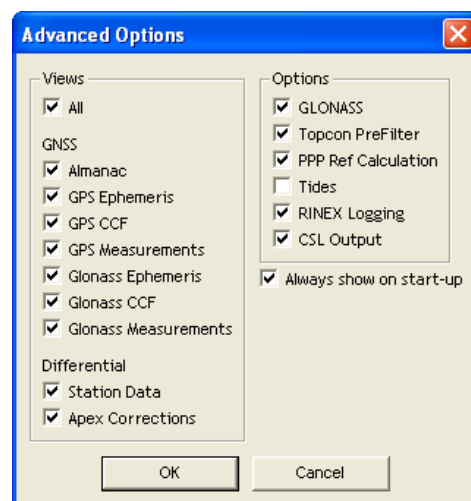 Advanced Options
Views
All
GNSS
Almanac
GPS Ephemeris
GPS CCF
GPS Measurements
Glonass Ephemeris
Glonass CCF
Glonass Measurements
Differential
Station Data
Apex Corrections
Options
GLONASS
Topcon PreFilter
PPP Ref Calculation
Tides
RINEX Logging
CSL Output
Always show on start-up
OK
Cancel